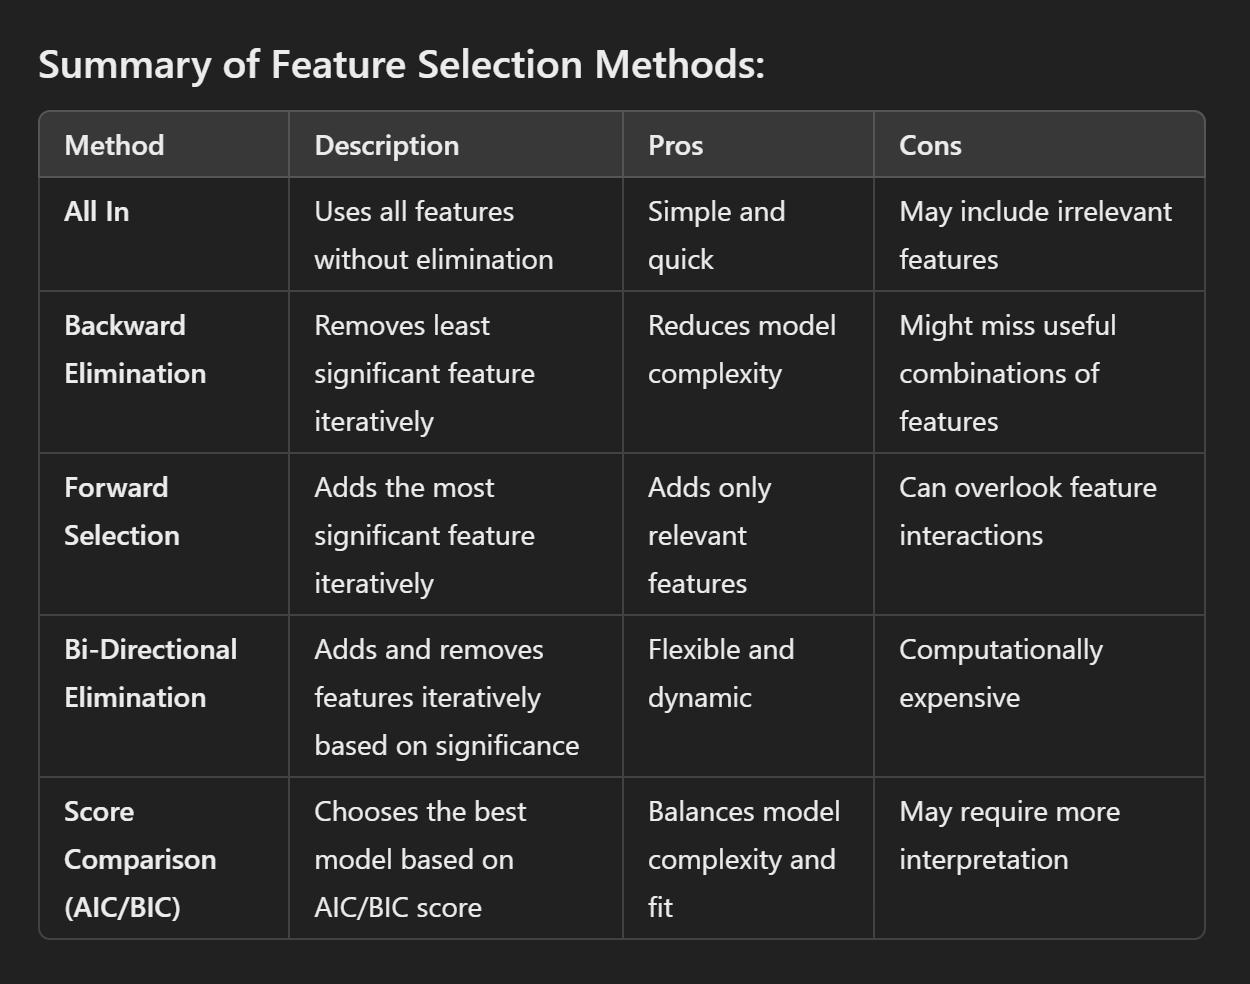 Summary of Feature Selection Methods:
Method Description Pros Cons
All In Uses all features Simple and May include irrelevant
without elimination quick features
Backward Removes least Reduces model Might miss useful
Elimination significant feature complexity combinations of
iteratively features
Forward Adds the most Adds only Can overlook feature
Selection significant feature relevant interactions
iteratively features
Bi-Directional Adds and removes Flexible and Computationally
Elimination features iteratively dynamic expensive
based on significance
Score Chooses the best Balances model May require more
Comparison model based on complexity and interpretation
(AIC/BIC) AIC/BIC score fit